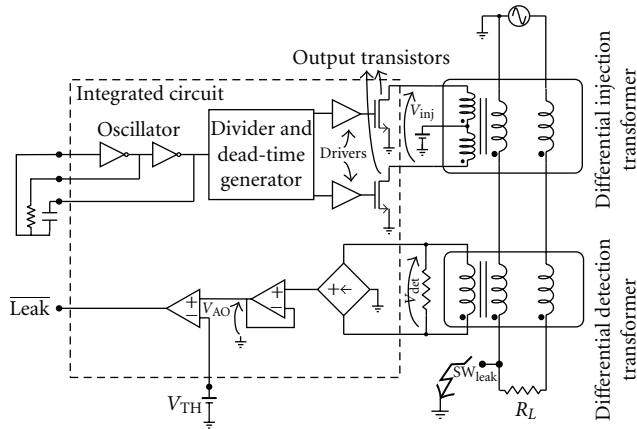 Output transistors
Integrated circuit
Oscillator
Divider and
dead-time
generator
Drivers
V_inj
Differential injection
transformer
Leak
V_AO
V_det
Differential detection
transformer
SW_leak
V_TH
R_L
+
−
+
−
+